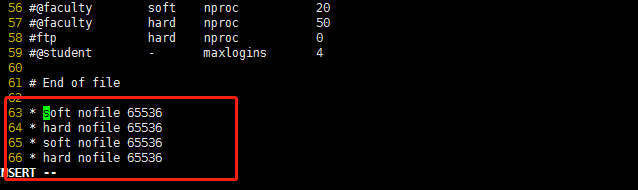 56 #@faculty soft nproc 20
57 #@faculty hard nproc 50
58 #ftp hard nproc 0
59 #@student - maxlogins 4
60
61 # End of file
62
63 * soft nofile 65536
64 * hard nofile 65536
65 * soft nofile 65536
66 * hard nofile 65536
NSERT --